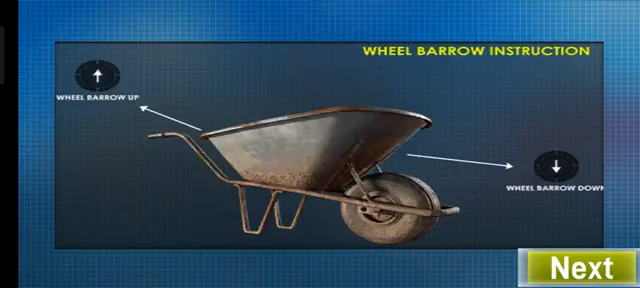 WHEEL BARROW INSTRUCTION
WHEEL BARROW UP
WHEEL BARROW DOWN
Next